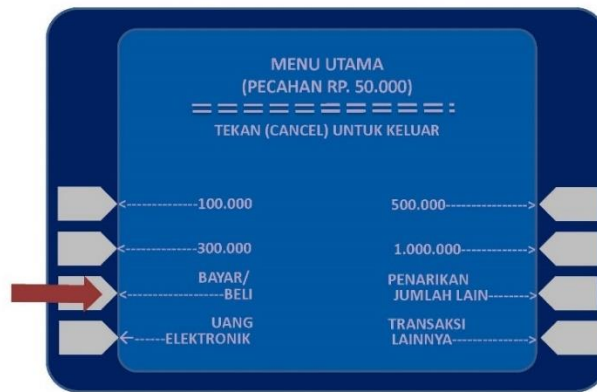 MENU UTAMA
(PECAHAN RP. 50.000)
TEKAN (CANCEL) UNTUK KELUAR
100.000
500.000
300.000
1.000.000
BAYAR/
BELI
PENARIKAN
JUMLAH LAIN
UANG
ELEKTRONIK
TRANSAKSI
LAINNYA